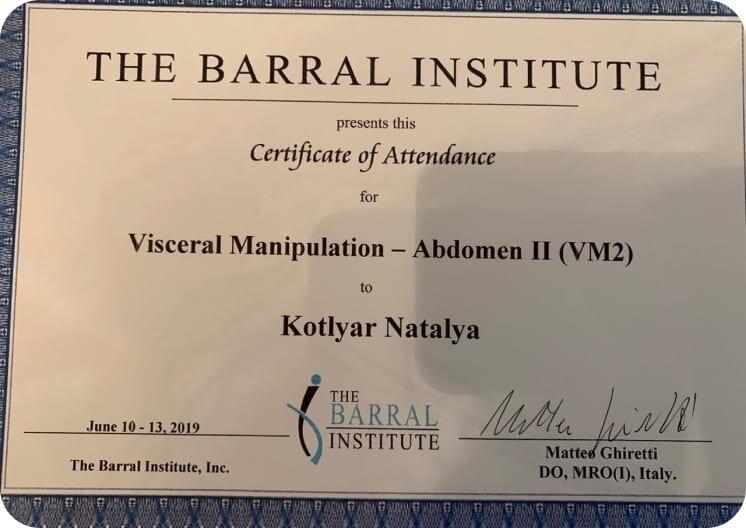 THE BARRAL INSTITUTE
presents this
Certificate of Attendance
for
Visceral Manipulation – Abdomen II (VM2)
to
Kotlyar Natalya
June 10 - 13, 2019
The Barral Institute, Inc.
THE
BARRAL
INSTITUTE
Matteo Ghiretti
DO, MRO(I), Italy.